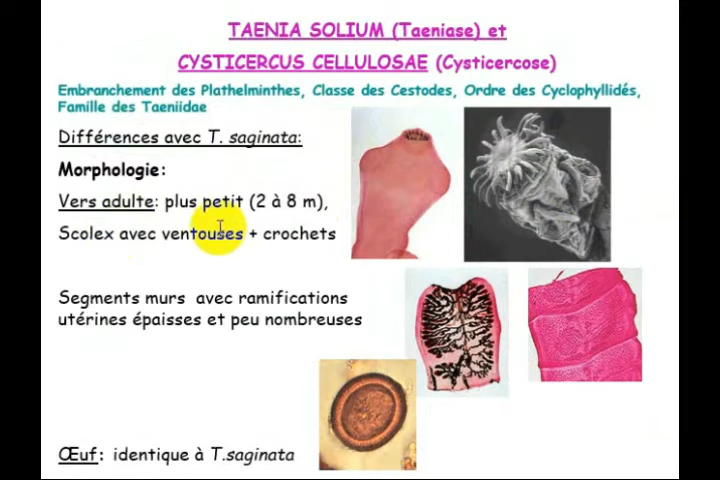 TAENIA SOLIUM (Taeniase) et
CYSTICERCUS CELLULOSAE (Cysticercose)
Embranchement des Plathelminthes, Classe des Cestodes, Ordre des Cyclophyllidés,
Famille des Taeniidae
Différences avec T. saginata:
Morphologie:
Vers adulte: plus petit (2 à 8 m),
Scolex avec ventouses + crochets
Segments murs avec ramifications
utérines épaisses et peu nombreuses
Œuf: identique à T.saginata